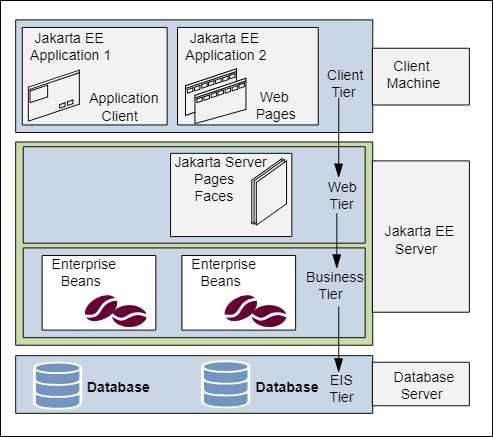 Jakarta EE
Application 1
Application
Client
Jakarta EE
Application 2
Web
Pages
Client
Tier
Client
Machine
Jakarta Server
Pages
Faces
Web
Tier
Jakarta EE
Server
Enterprise
Beans
Enterprise
Beans
Business
Tier
Database
Database
EIS
Tier
Database
Server